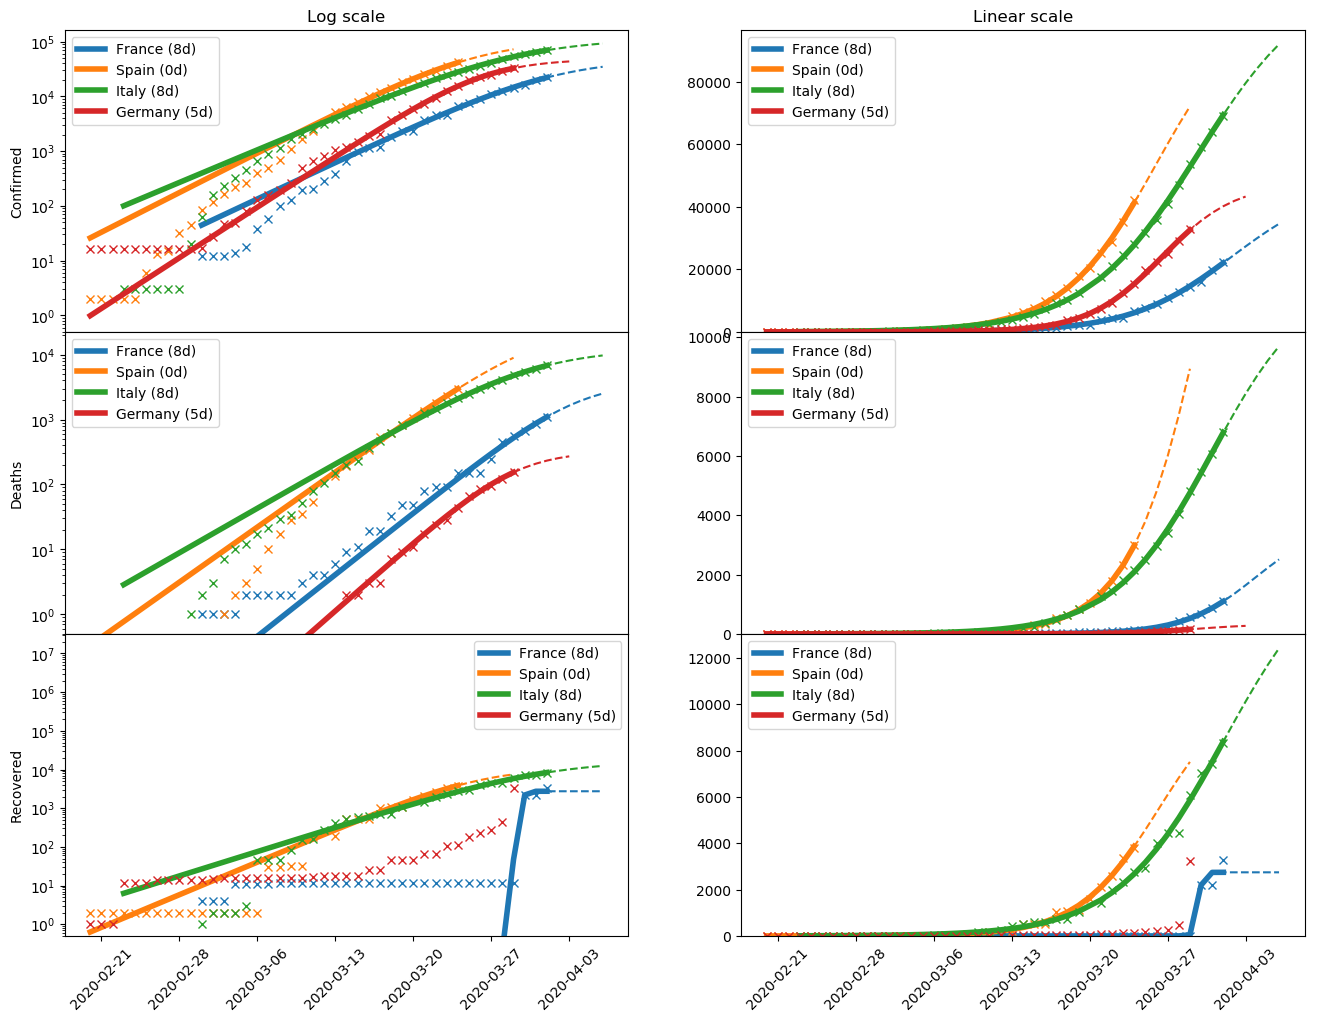 Log scale
Linear scale
Confirmed
10^5
10^4
10^3
10^2
10^1
10^0
France (8d)
Spain (0d)
Italy (8d)
Germany (5d)
80000
60000
40000
20000
0
France (8d)
Spain (0d)
Italy (8d)
Germany (5d)
Deaths
10^4
10^3
10^2
10^1
10^0
France (8d)
Spain (0d)
Italy (8d)
Germany (5d)
10000
8000
6000
4000
2000
0
France (8d)
Spain (0d)
Italy (8d)
Germany (5d)
Recovered
10^7
10^6
10^5
10^4
10^3
10^2
10^1
10^0
France (8d)
Spain (0d)
Italy (8d)
Germany (5d)
12000
10000
8000
6000
4000
2000
0
France (8d)
Spain (0d)
Italy (8d)
Germany (5d)
2020-02-21
2020-02-28
2020-03-06
2020-03-13
2020-03-20
2020-03-27
2020-04-03
2020-02-21
2020-02-28
2020-03-06
2020-03-13
2020-03-20
2020-03-27
2020-04-03